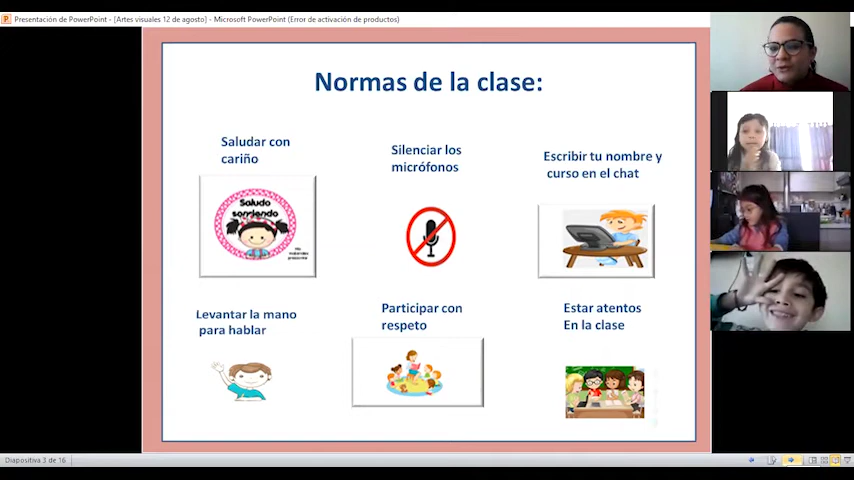 Presentación de PowerPoint - [Artes visuales 12 de agosto] - Microsoft PowerPoint (Error de activación de productos)
Normas de la clase:
Saludar con
cariño
Silenciar los
micrófonos
Escribir tu nombre y
curso en el chat
Saludo
sonriendo
Levantar la mano
para hablar
Participar con
respeto
Estar atentos
En la clase
Diapositiva 3 de 16